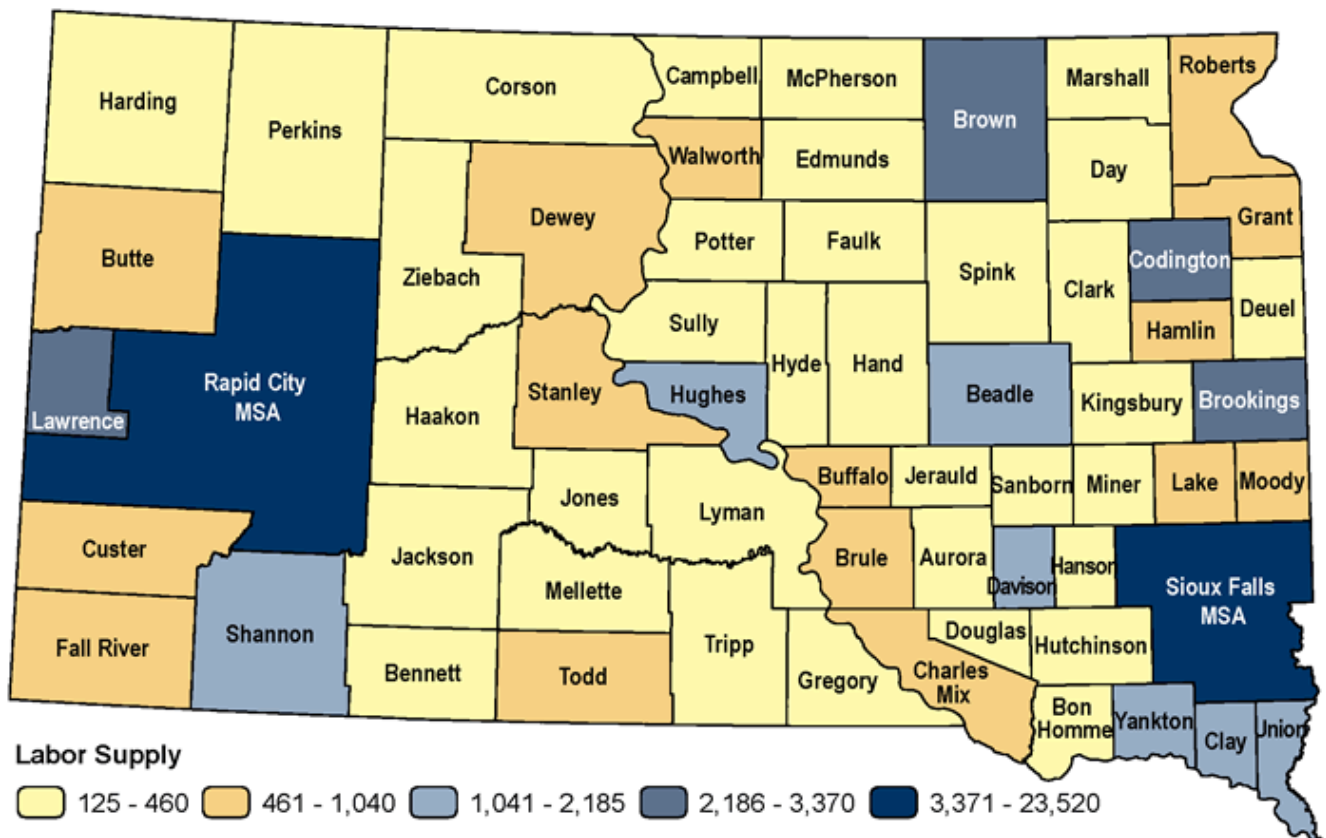 Harding
Perkins
Corson
Campbell
McPherson
Brown
Marshall
Roberts
Walworth
Edmunds
Day
Butte
Dewey
Grant
Ziebach
Potter
Faulk
Spink
Clark
Codington
Deuel
Sully
Hamlin
Rapid City
MSA
Lawrence
Haakon
Stanley
Hughes
Hyde
Hand
Beadle
Kingsbury
Brookings
Jones
Lyman
Buffalo
Jerauld
Sanborn
Miner
Lake
Moody
Custer
Jackson
Mellette
Brule
Aurora
Davison
Hanson
Sioux Falls
MSA
Fall River
Shannon
Bennett
Todd
Tripp
Gregory
Charles
Mix
Douglas
Hutchinson
Bon
Homme
Yankton
Clay
Union
Labor Supply
125 - 460
461 - 1,040
1,041 - 2,185
2,186 - 3,370
3,371 - 23,520